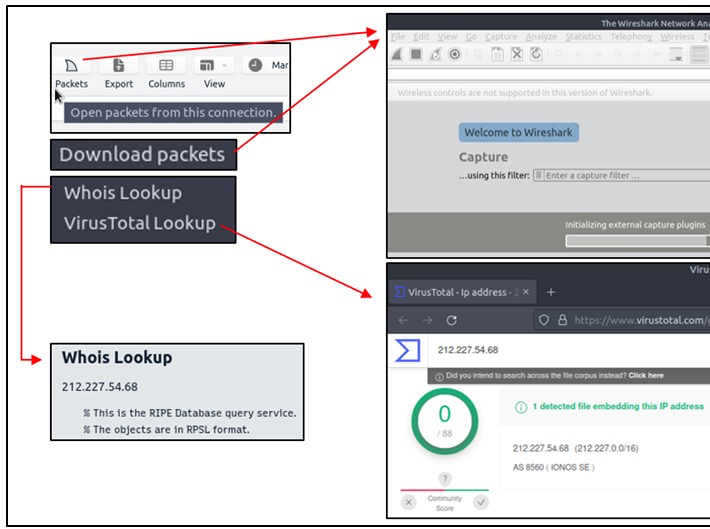 Packets Export Columns View Mar
Open packets from this connection.
Download packets
Whois Lookup
VirusTotal Lookup
Whois Lookup
212.227.54.68
% This is the RIPE Database query service.
% The objects are in RPSL format.
The Wireshark Network Ana
File Edit View Go Capture Analyze Statistics Telephony Wireless T
Wireless controls are not supported in this version of Wireshark.
Welcome to Wireshark
Capture
...using this filter: Enter a capture filter ...
Initializing external capture plugins
Viru
VirusTotal - Ip address - 2 × +
https://www.virustotal.com/
212.227.54.68
Did you intend to search across the file corpus instead? Click here
0
/ 88
1 detected file embedding this IP address
212.227.54.68 (212.227.0.0/16)
AS 8560 ( IONOS SE )
?
Community
Score